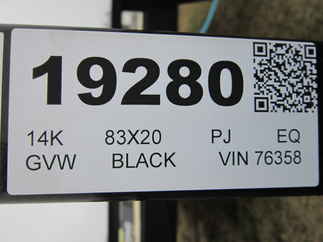 19280
14K 83X20 PJ EQ
GVW BLACK VIN 76358